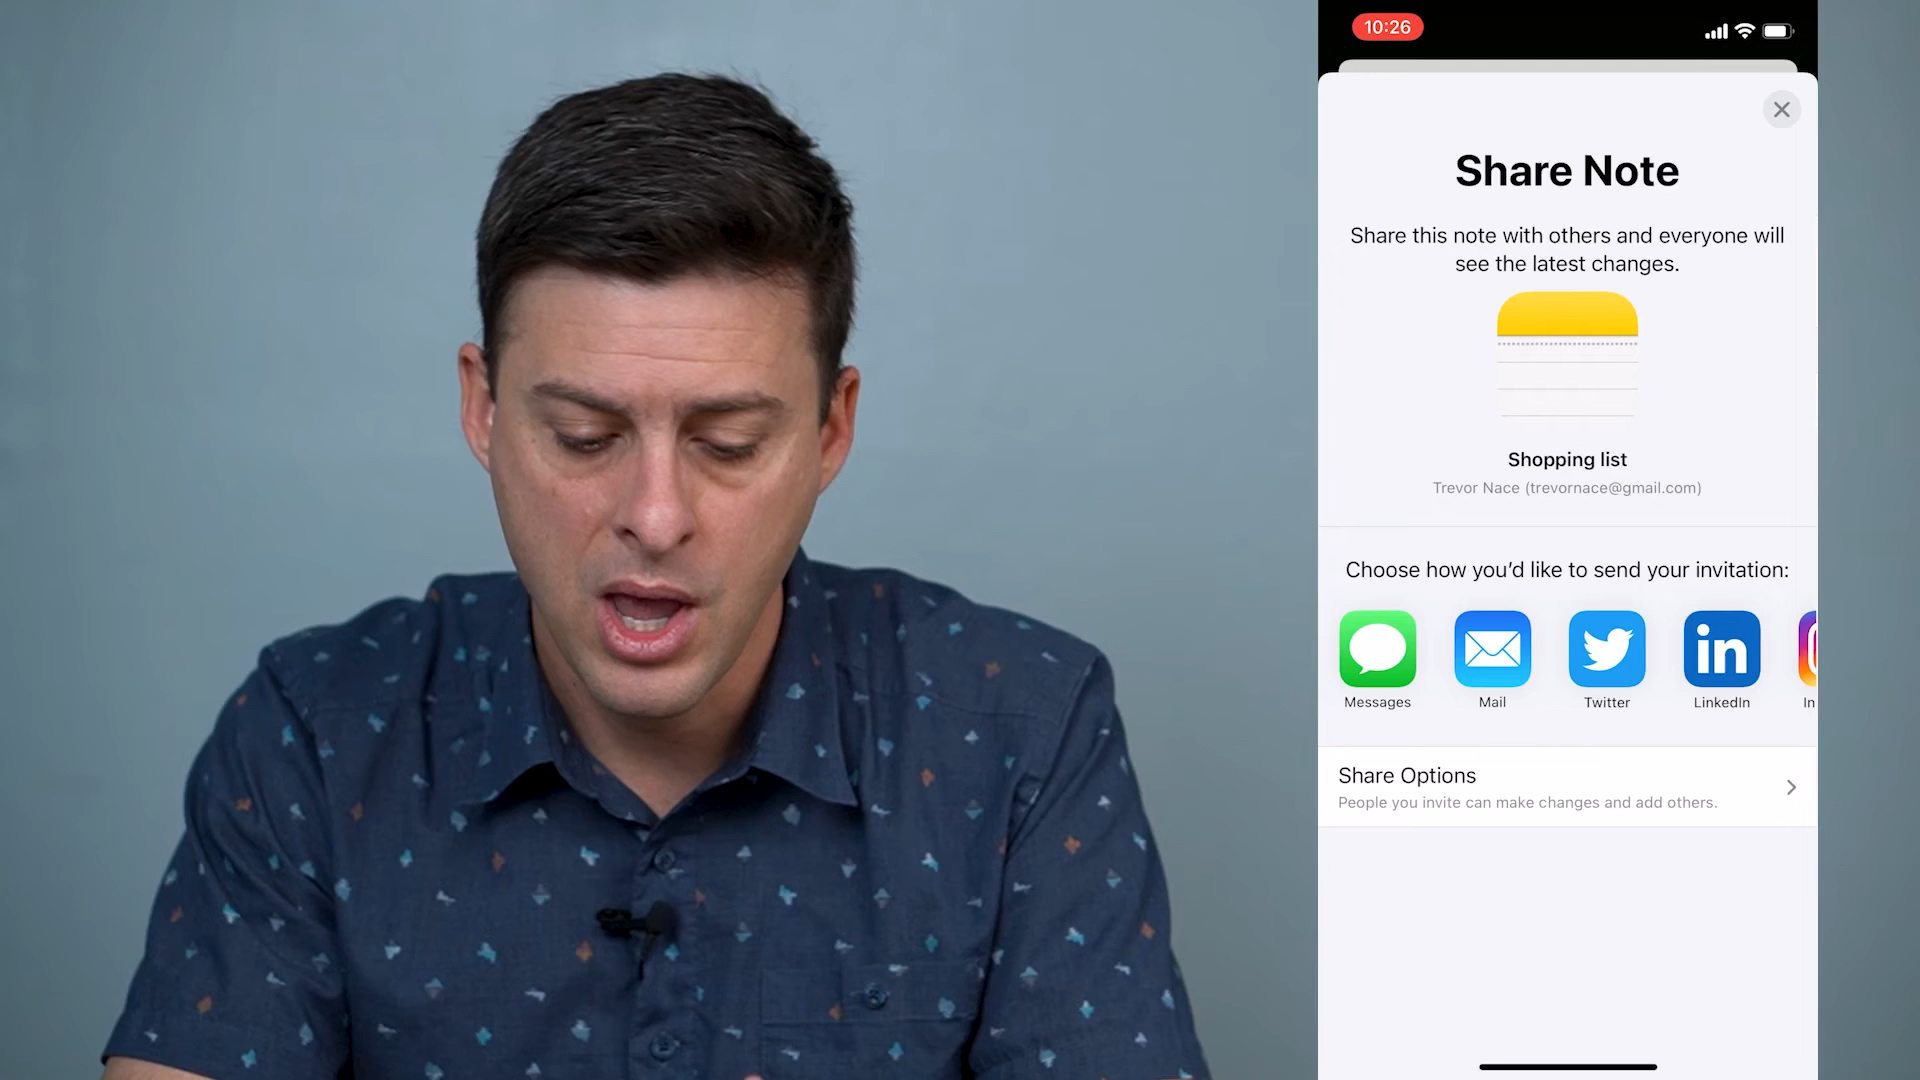 10:26
Share Note
Share this note with others and everyone will
see the latest changes.
Shopping list
Trevor Nace (trevornace@gmail.com)
Choose how you’d like to send your invitation:
in
Messages
Mail
Twitter
LinkedIn
In
Share Options
People you invite can make changes and add others.